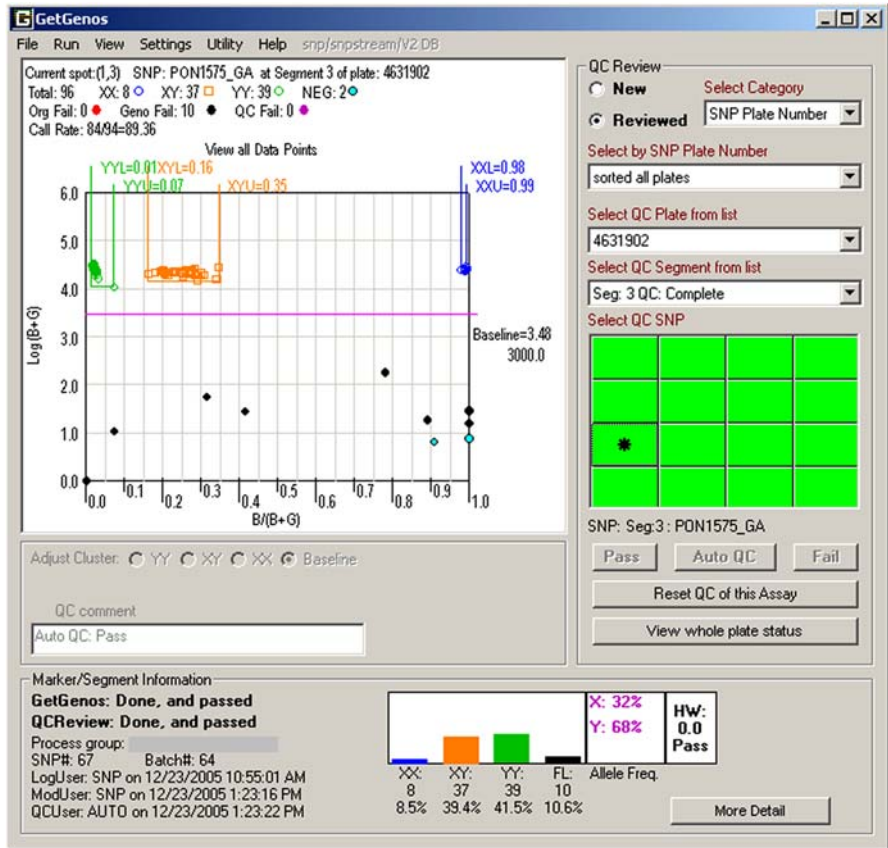 GetGenos
File Run View Settings Utility Help snp/snpstream/V2 DB
Current spot:(1,3) SNP: PON1575_GA at Segment 3 of plate: 4631902
Total: 96 XX: 8 XY: 37 YY: 39 NEG: 2
Org Fail: 0 Geno Fail: 10 QC Fail: 0
Call Rate: 84/94=89.36
View all Data Points
YYL=0.01 XYL=0.16 XXL=0.98
YYU=0.07 XYU=0.35 XXU=0.99
6.0
5.0
4.0
3.0
2.0
1.0
0.0
Log (B+G)
Baseline=3.48
3000.0
0.0 0.1 0.2 0.3 0.4 0.5 0.6 0.7 0.8 0.9 1.0
B/(B+G)
Adjust Cluster: YY XY XX Baseline
QC comment
Auto QC: Pass
QC Review
New
Reviewed
Select Category
SNP Plate Number
Select by SNP Plate Number
sorted all plates
Select QC Plate from list
4631902
Select QC Segment from list
Seg: 3 QC: Complete
Select QC SNP
SNP: Seg:3 : PON1575_GA
Pass Auto QC Fail
Reset QC of this Assay
View whole plate status
Marker/Segment Information
GetGenos: Done, and passed
QCReview: Done, and passed
Process group:
SNP#: 67 Batch#: 64
LogUser: SNP on 12/23/2005 10:55:01 AM
ModUser: SNP on 12/23/2005 1:23:16 PM
QCUser: AUTO on 12/23/2005 1:23:22 PM
XX: XY: YY: FL:
8 37 39 10
8.5% 39.4% 41.5% 10.6%
X: 32%
Y: 68%
Allele Freq.
HW:
0.0
Pass
More Detail